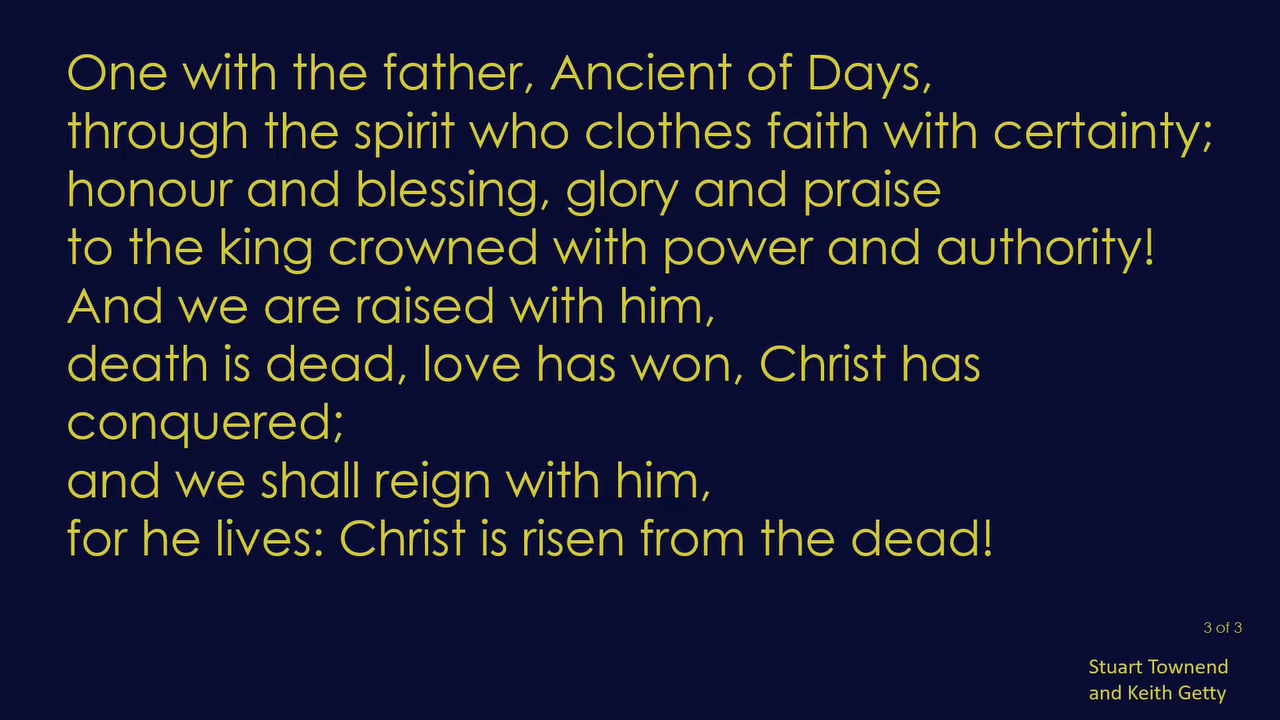 One with the father, Ancient of Days,
through the spirit who clothes faith with certainty;
honour and blessing, glory and praise
to the king crowned with power and authority!
And we are raised with him,
death is dead, love has won, Christ has
conquered;
and we shall reign with him,
for he lives: Christ is risen from the dead!
3 of 3
Stuart Townend
and Keith Getty